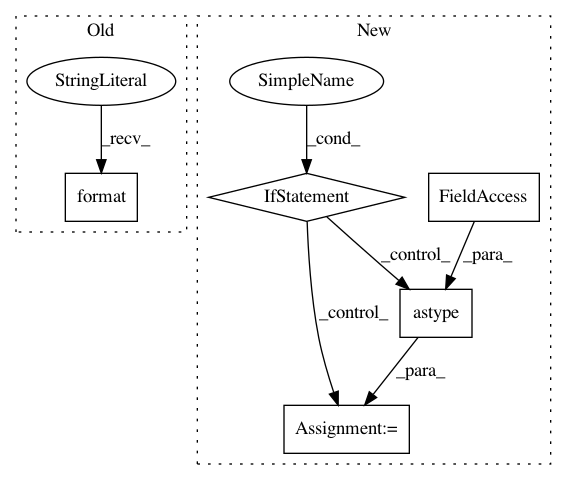 Old
New
StringLiteral
SimpleName
_recv_
_cond_
format
IfStatement
FieldAccess
_control_
_para_
_control_
astype
_para_
Assignment:=